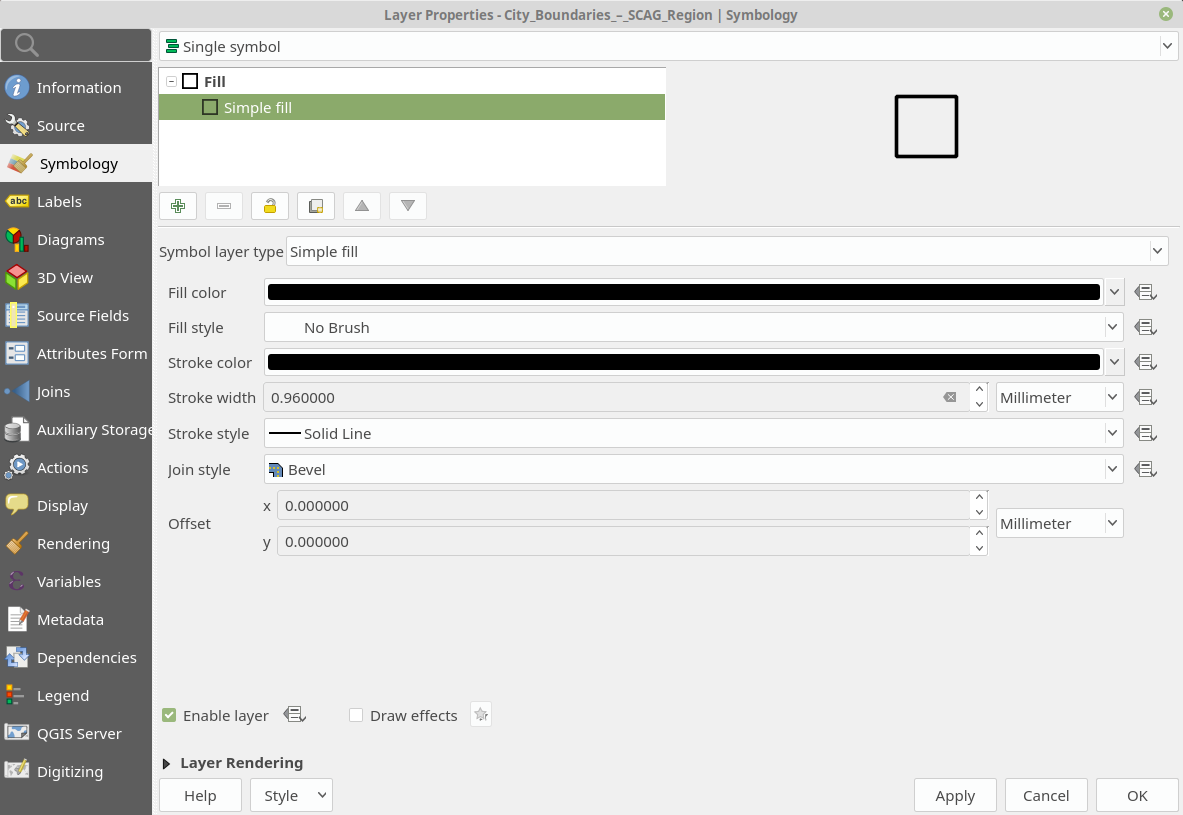 Layer Properties - City_Boundaries_–_SCAG_Region | Symbology
Information
Source
Symbology
abc Labels
Diagrams
3D View
Source Fields
Attributes Form
Joins
Auxiliary Storage
Actions
Display
Rendering
Variables
Metadata
Dependencies
Legend
QGIS Server
Digitizing
Single symbol
Fill
Simple fill
Symbol layer type Simple fill
Fill color
Fill style No Brush
Stroke color
Stroke width 0.960000 Millimeter
Stroke style Solid Line
Join style Bevel
Offset
x 0.000000
y 0.000000
Millimeter
Enable layer Draw effects
Layer Rendering
Help Style Apply Cancel OK